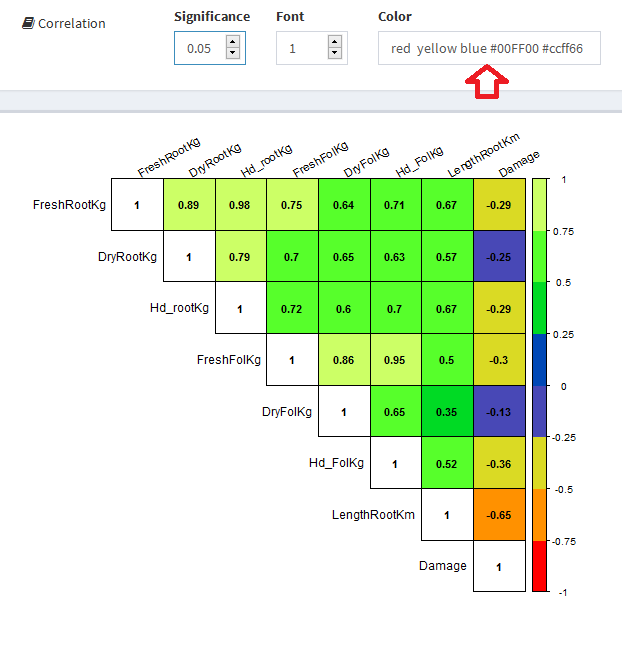 Correlation
Significance Font Color
0.05 1 red yellow blue #00FF00 #ccff66
FreshRootKg DryRootKg Hd_rootKg FreshFolKg DryFolKg Hd_FolKg LengthRootKm Damage
FreshRootKg 1 0.89 0.98 0.75 0.64 0.71 0.67 -0.29
DryRootKg 1 0.79 0.7 0.65 0.63 0.57 -0.25
Hd_rootKg 1 0.72 0.6 0.7 0.67 -0.29
FreshFolKg 1 0.86 0.95 0.5 -0.3
DryFolKg 1 0.65 0.35 -0.13
Hd_FolKg 1 0.52 -0.36
LengthRootKm 1 -0.65
Damage 1
1
0.75
0.5
0.25
0
-0.25
-0.5
-0.75
-1